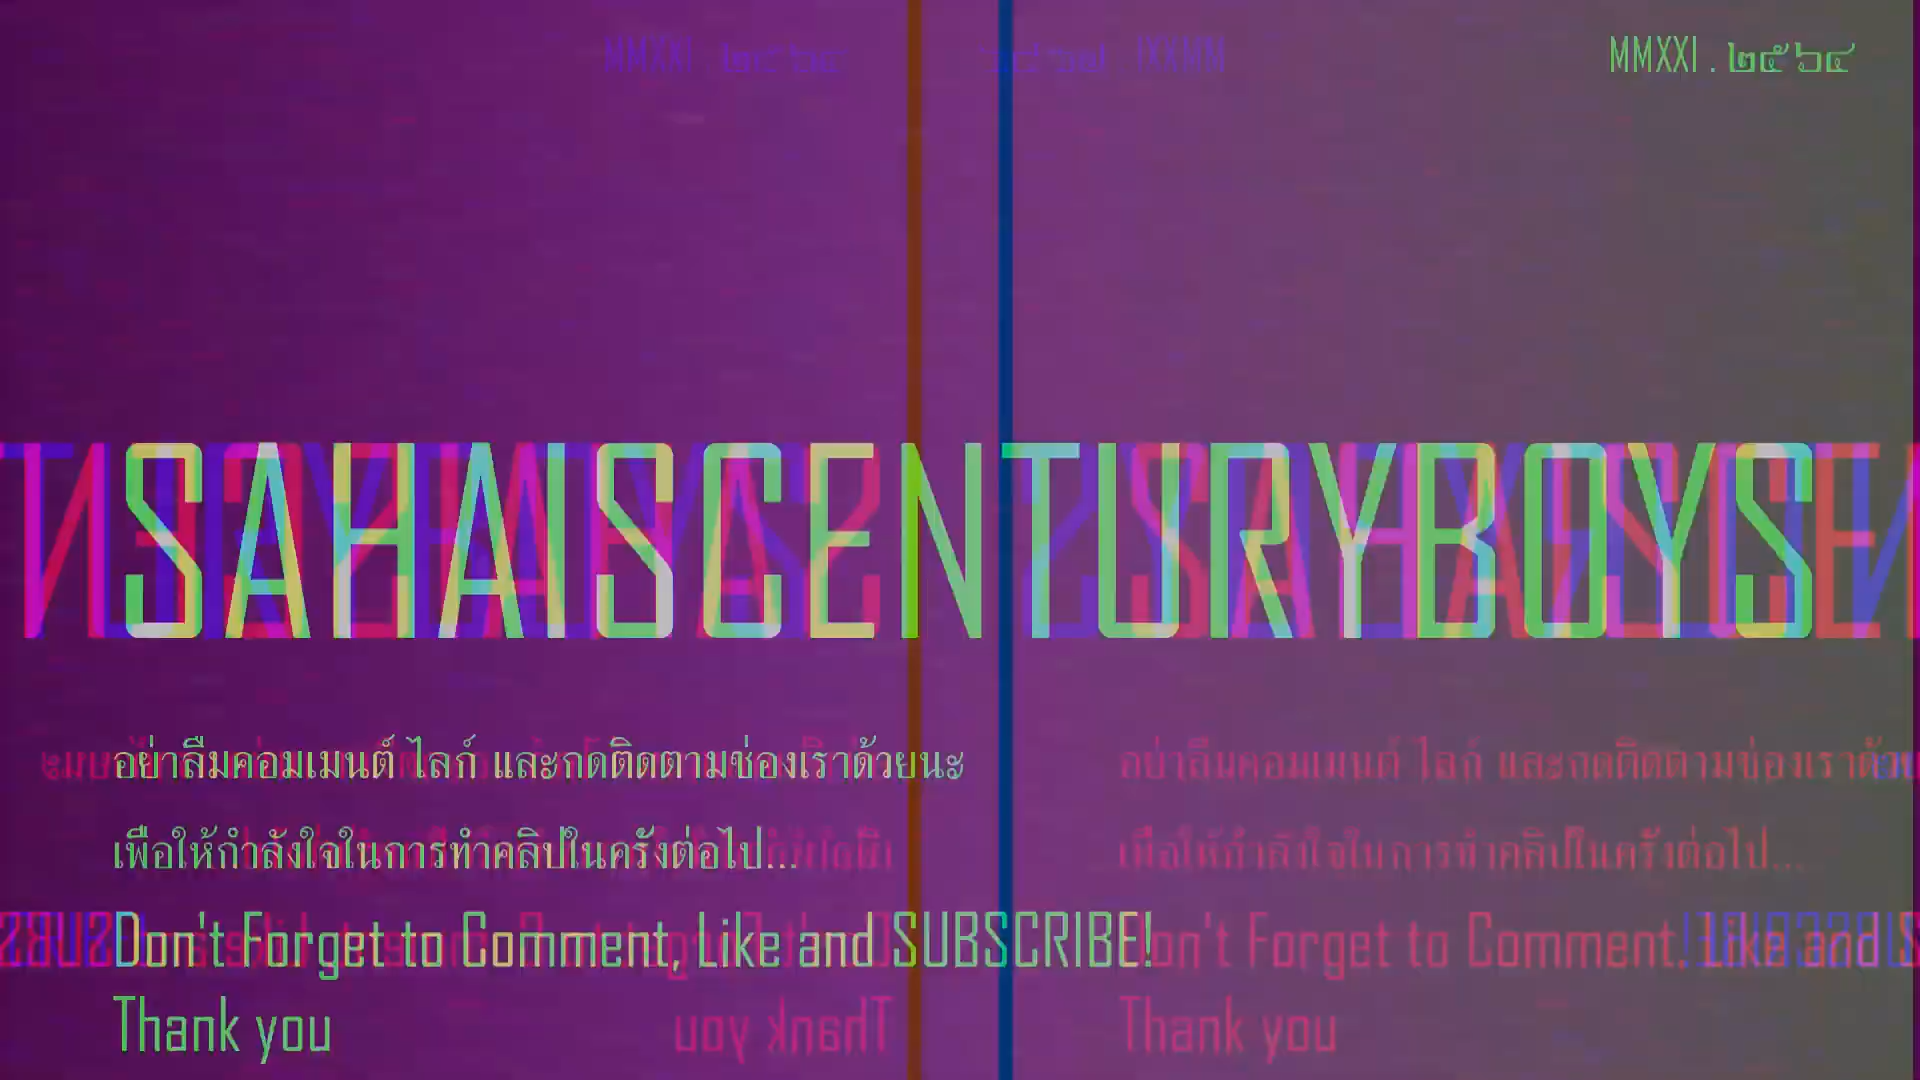 MMXXI . ๒๕๖๔
SAHAISCENTURYBOYS
อย่าลืมคอมเมนต์ ไลก์ และกดติดตามช่องเราด้วยนะ
เพื่อให้กำลังใจในการทำคลิปในครั้งต่อไป...
Don't Forget to Comment, Like and SUBSCRIBE!
Thank you